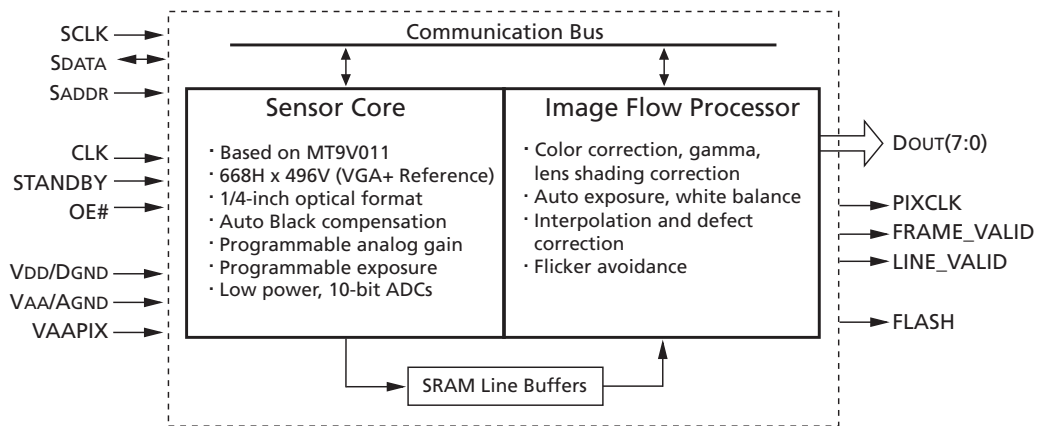 SCLK
SDATA
SADDR
CLK
STANDBY
OE#
VDD/DGND
VAA/AGND
VAAPIX
Communication Bus
Sensor Core
· Based on MT9V011
· 668H x 496V (VGA+ Reference)
· 1/4-inch optical format
· Auto Black compensation
· Programmable analog gain
· Programmable exposure
· Low power, 10-bit ADCs
Image Flow Processor
· Color correction, gamma,
lens shading correction
· Auto exposure, white balance
· Interpolation and defect
correction
· Flicker avoidance
SRAM Line Buffers
DOUT(7:0)
PIXCLK
FRAME_VALID
LINE_VALID
FLASH